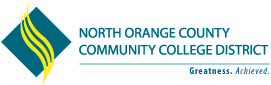 NORTH ORANGE COUNTY
COMMUNITY COLLEGE DISTRICT
Greatness. Achieved.